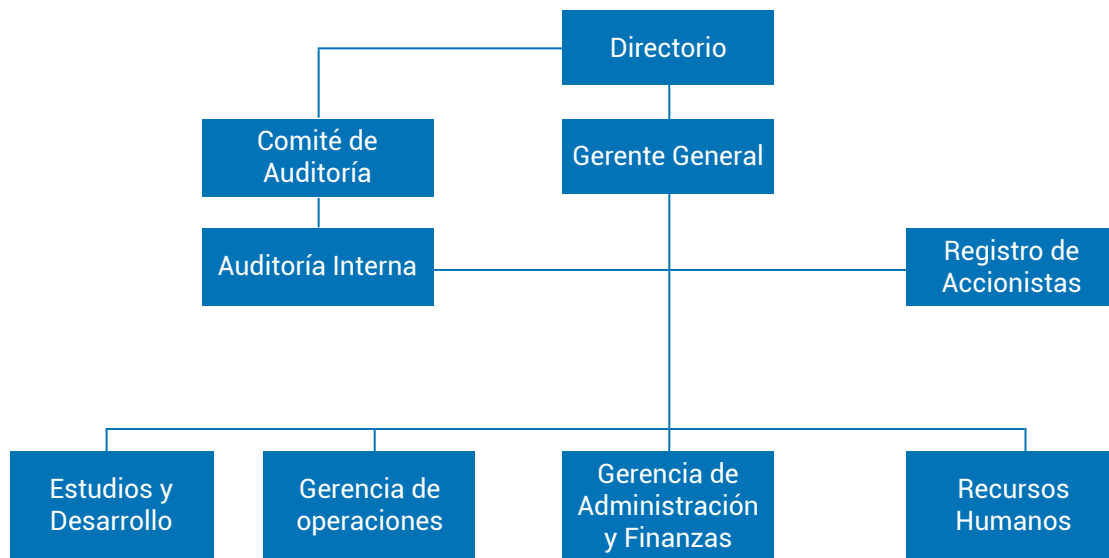 Directorio
Comité de
Auditoría
Gerente General
Auditoría Interna
Registro de
Accionistas
Estudios y
Desarrollo
Gerencia de
operaciones
Gerencia de
Administración
y Finanzas
Recursos
Humanos